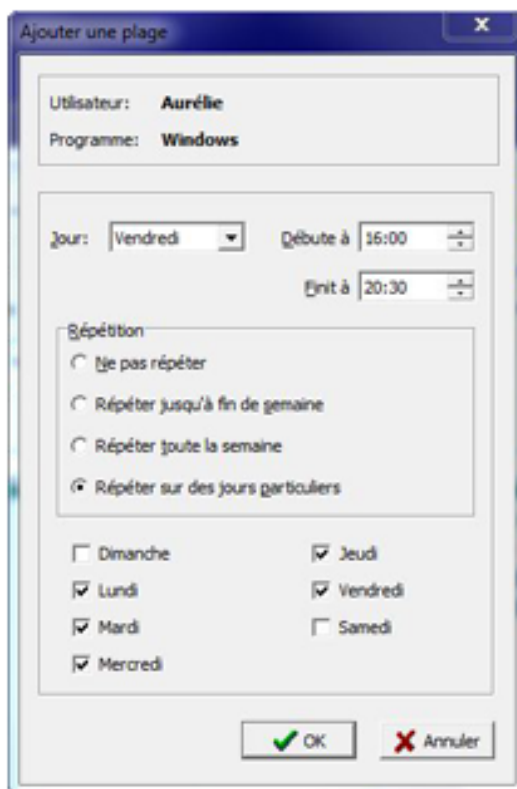 Ajouter une plage
Utilisateur: Aurélie
Programme: Windows
Jour: Vendredi Débute à 16:00
Finit à 20:30
Répétition
Ne pas répéter
Répéter jusqu'à fin de semaine
Répéter toute la semaine
Répéter sur des jours particuliers
Dimanche Jeudi
Lundi Vendredi
Mardi Samedi
Mercredi
OK Annuler